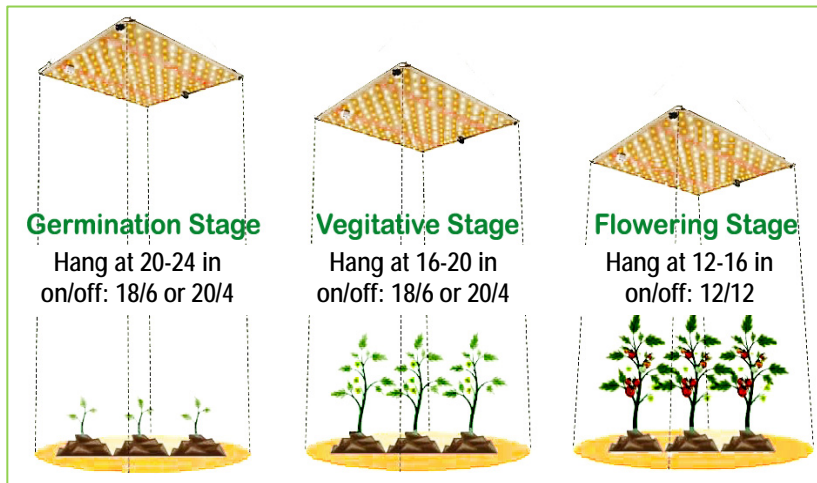 Germination Stage
Hang at 20-24 in
on/off: 18/6 or 20/4
Vegitative Stage
Hang at 16-20 in
on/off: 18/6 or 20/4
Flowering Stage
Hang at 12-16 in
on/off: 12/12